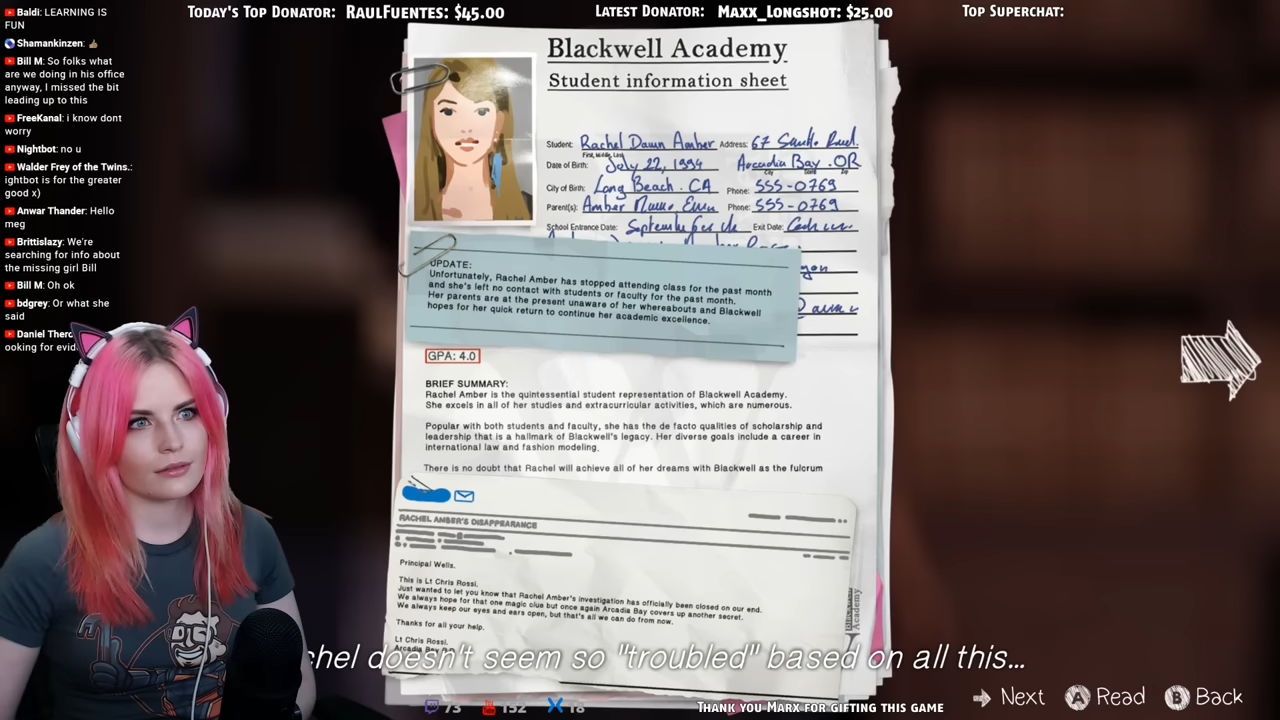 TODAY'S TOP DONATOR: RAULFUENTES: $45.00
LATEST DONATOR: MAXX_LONGSHOT: $25.00
TOP SUPERCHAT:
Baldi: LEARNING IS
FUN
Shamankinzen:
Bill M: So folks what
are we doing in his office
anyway, I missed the bit
leading up to this
FreeKanal: i know dont
worry
Nightbot: no u
Walder Frey of the Twins.:
ightbot is for the greater
good x)
Anwar Thander: Hello
meg
Brittislazy: We're
searching for info about
the missing girl Bill
Bill M: Oh ok
bdgrey: Or what she
said
Daniel
ooking for
Blackwell Academy
Student information sheet
Student: Rachel Dawn Amber Address: 67
First, Middle, Last
Date of Birth: July 22, 1994 Arcadia Bay. OR
City State Zip
City of Birth: Long Beach. CA Phone: 555-0769
Parent(s): Amber Phone: 555-0769
School Entrance Date: Exit Date:
UPDATE:
Unfortunately, Rachel Amber has stopped attending class for the past month
and she's left no contact with students or faculty for the past month.
Her parents are at the present unaware of her whereabouts and Blackwell
hopes for her quick return to continue her academic excellence.
GPA: 4.0
BRIEF SUMMARY:
Rachel Amber is the quintessential student representation of Blackwell Academy.
She excels in all of her studies and extracurricular activities, which are numerous.
Popular with both students and faculty, she has the de facto qualities of scholarship and
leadership that is a hallmark of Blackwell's legacy. Her diverse goals include a career in
international law and fashion modeling.
There is no doubt that Rachel will achieve all of her dreams with Blackwell as the fulcrum
RACHEL AMBER'S DISAPPEARANCE
Principal Wells.
This is Lt Chris Rossi.
Just wanted to let you know that Rachel Amber's investigation has officially been closed on our end.
We always hope for that one magic clue but once again Arcadia Bay covers up another secret.
We always keep our eyes and ears open, but that's all we can do from now.
Thanks for all your help.
Lt Chris Rossi.
Arcadia Bay
Academy
chel doesn't seem so "troubled" based on all this...
Next
Read
Back
73 152 18
THANK YOU MARX FOR GIFTING THIS GAME